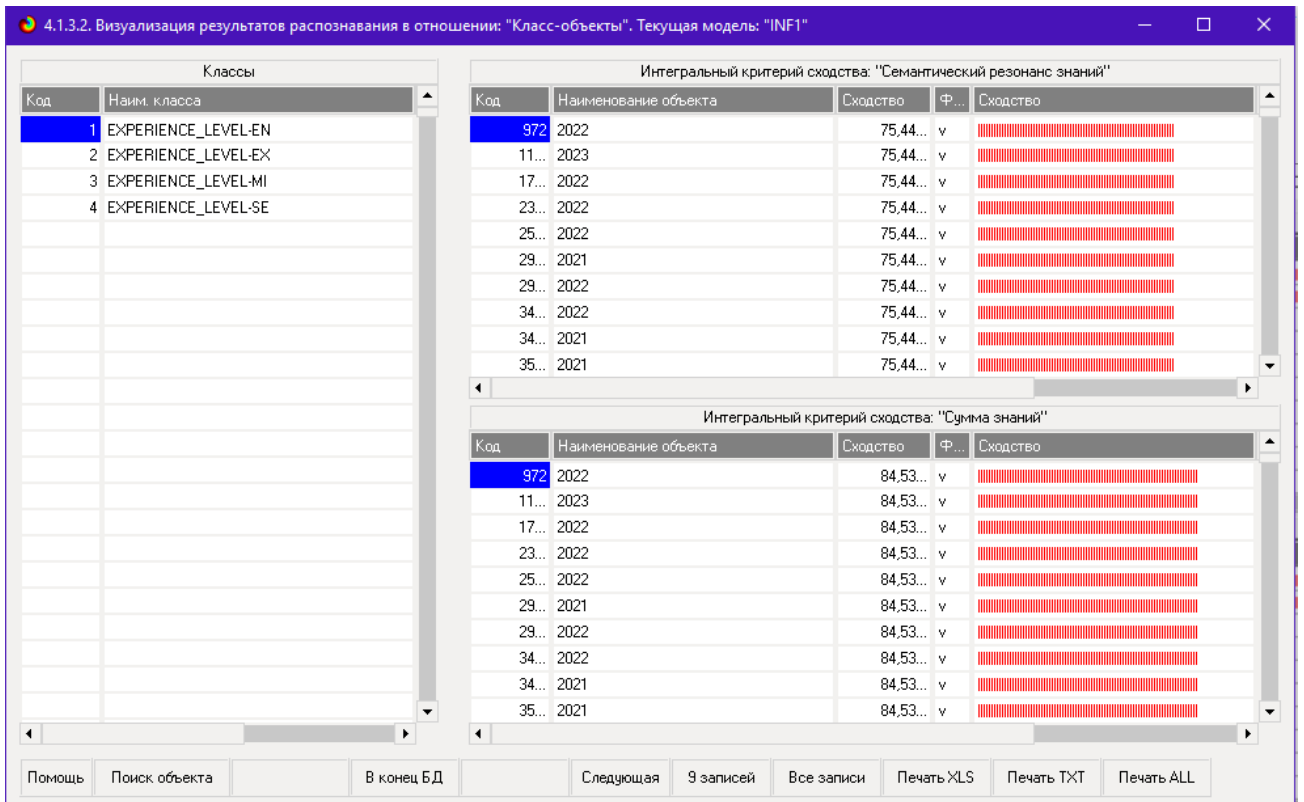 4.1.3.2. Визуализация результатов распознавания в отношении: "Класс-объекты". Текущая модель: "INF1"
Классы
Код Наим. класса
1 EXPERIENCE_LEVEL-EN
2 EXPERIENCE_LEVEL-EX
3 EXPERIENCE_LEVEL-MI
4 EXPERIENCE_LEVEL-SE
Интегральный критерий сходства: "Семантический резонанс знаний"
Код Наименование объекта Сходство Ф... Сходство
972 2022 75,44... v
11... 2023 75,44... v
17... 2022 75,44... v
23... 2022 75,44... v
25... 2022 75,44... v
29... 2021 75,44... v
29... 2022 75,44... v
34... 2022 75,44... v
34... 2021 75,44... v
35... 2021 75,44... v
Интегральный критерий сходства: "Сумма знаний"
Код Наименование объекта Сходство Ф... Сходство
972 2022 84,53... v
11... 2023 84,53... v
17... 2022 84,53... v
23... 2022 84,53... v
25... 2022 84,53... v
29... 2021 84,53... v
29... 2022 84,53... v
34... 2022 84,53... v
34... 2021 84,53... v
35... 2021 84,53... v
Помощь Поиск объекта В конец БД Следующая 9 записей Все записи Печать XLS Печать TXT Печать ALL